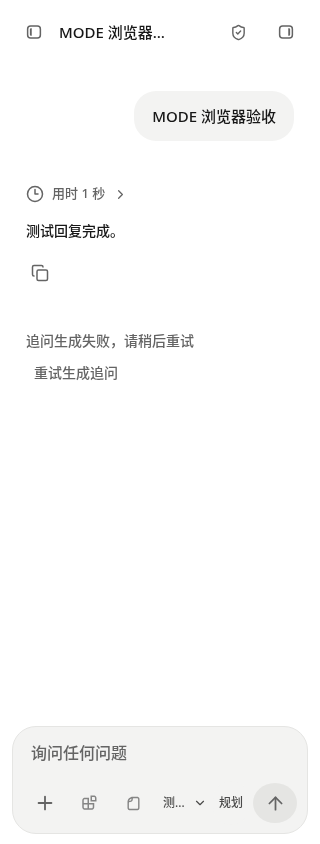 MODE 浏览器...
MODE 浏览器验收
用时 1 秒
测试回复完成。
追问生成失败，请稍后重试
重试生成追问
询问任何问题
测... 规划